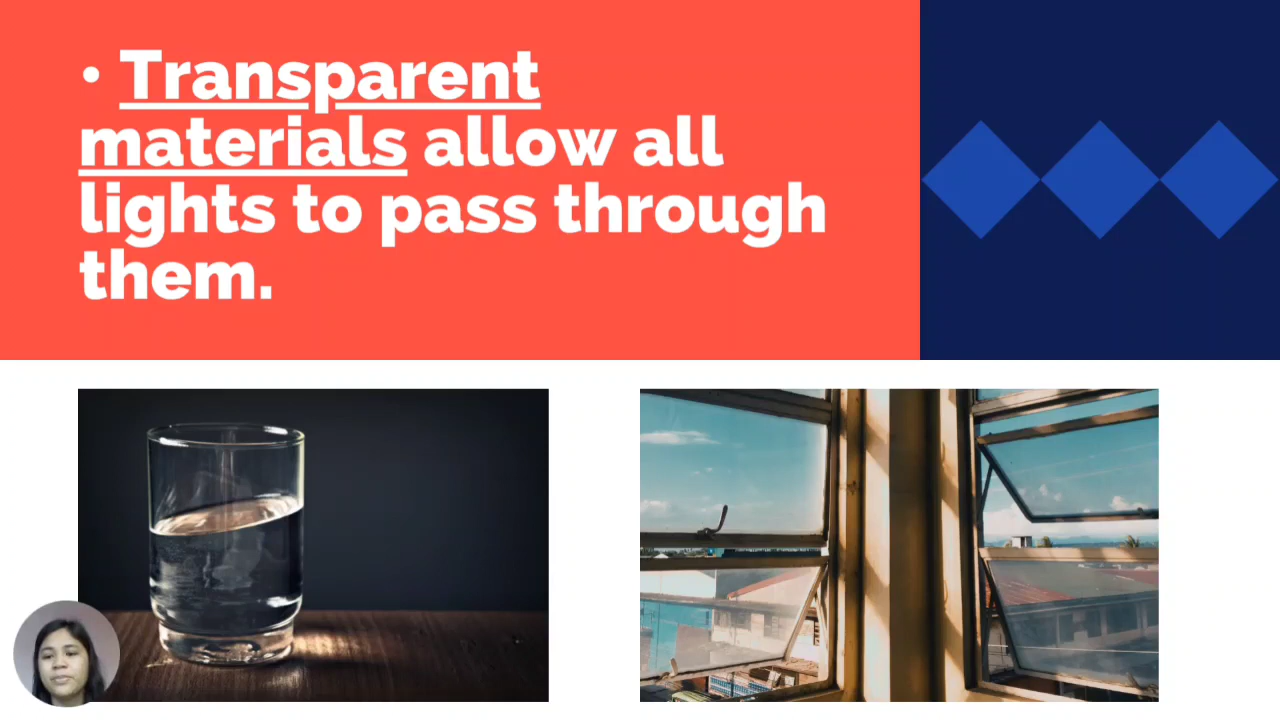 • Transparent
materials allow all
lights to pass through
them.